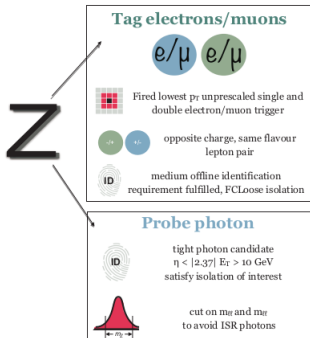 Z
Tag electrons/muons
e/μ e/μ
Fired lowest pT unprescaled single and
double electron/muon trigger
-/+ +/-
opposite charge, same flavour
lepton pair
ID
medium offline identification
requirement fulfilled, FCLoose isolation
Probe photon
ID
tight photon candidate
η < |2.37| ET > 10 GeV
satisfy isolation of interest
cut on mℓℓ and mℓℓ
to avoid ISR photons